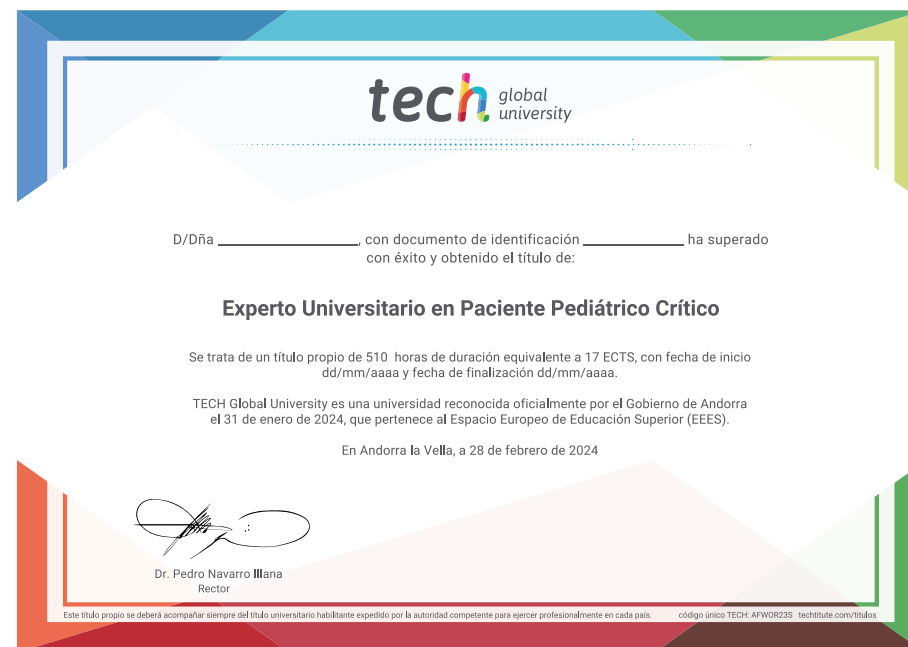 tech global university
D/Dña ____________________, con documento de identificación ______________ ha superado
con éxito y obtenido el título de:
Experto Universitario en Paciente Pediátrico Crítico
Se trata de un título propio de 510 horas de duración equivalente a 17 ECTS, con fecha de inicio
dd/mm/aaaa y fecha de finalización dd/mm/aaaa.
TECH Global University es una universidad reconocida oficialmente por el Gobierno de Andorra
el 31 de enero de 2024, que pertenece al Espacio Europeo de Educación Superior (EEES).
En Andorra la Vella, a 28 de febrero de 2024
Dr. Pedro Navarro Illana
Rector
Este título propio se deberá acompañar siempre del título universitario habilitante expedido por la autoridad competente para ejercer profesionalmente en cada país. código único TECH: AFWOR23S techtitute.com/titulos